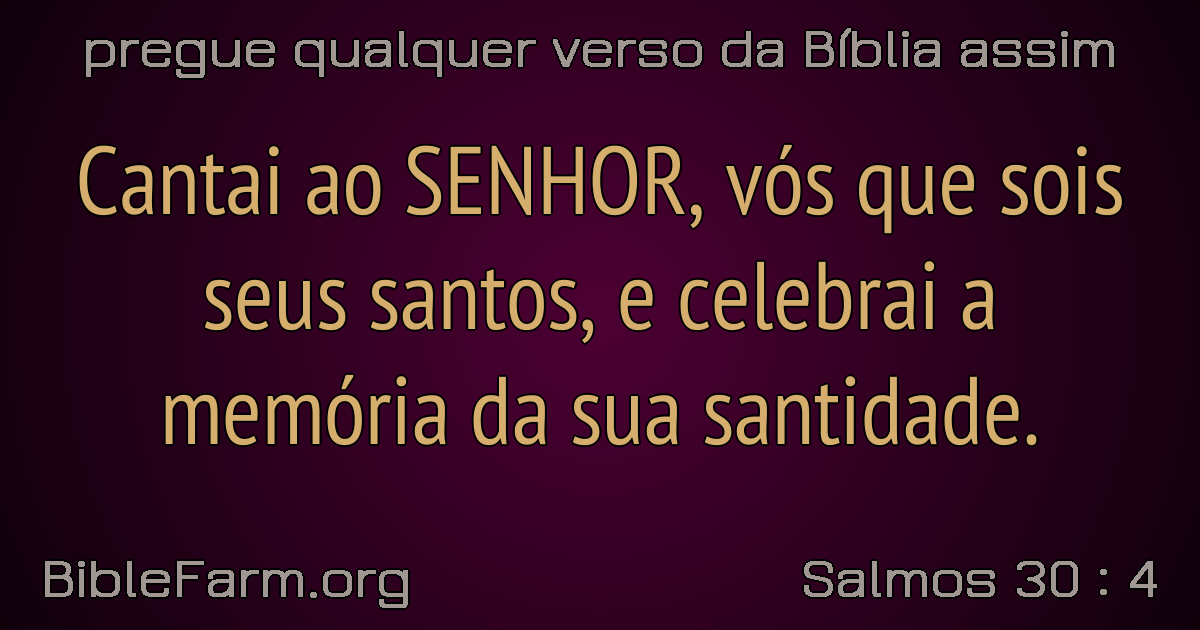 pregue qualquer verso da Bíblia assim
Cantai ao SENHOR, vós que sois
seus santos, e celebrai a
memória da sua santidade.
BibleFarm.org
Salmos 30 : 4